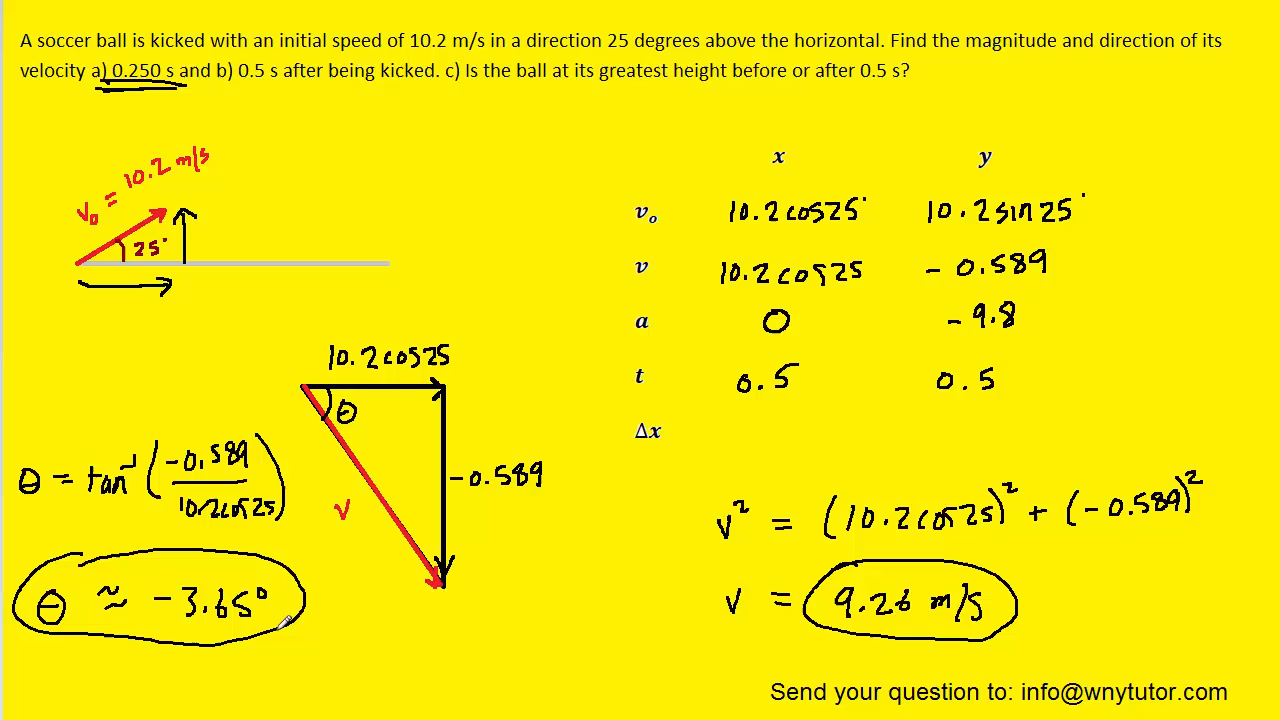 A soccer ball is kicked with an initial speed of 10.2 m/s in a direction 25 degrees above the horizontal. Find the magnitude and direction of its
velocity a) 0.250 s and b) 0.5 s after being kicked. c) Is the ball at its greatest height before or after 0.5 s?
v₀ = 10.2 m/s
25°
x y
v₀ 10.2cos25° 10.2sin25°
v 10.2cos25 -0.589
a 0 -9.8
t 0.5 0.5
Δx
10.2cos25
θ
-0.589
v
θ = tan⁻¹(-0.589/10.2cos25)
θ ≈ -3.65°
v² = (10.2cos25)² + (-0.589)²
v = 9.26 m/s
Send your question to: info@wnytutor.com